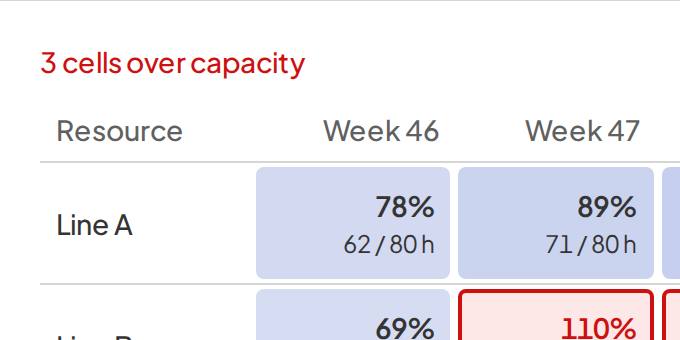 3 cells over capacity
Resource Week 46 Week 47
78% 89%
Line A
62 / 80 h 71 / 80 h
69% 110%